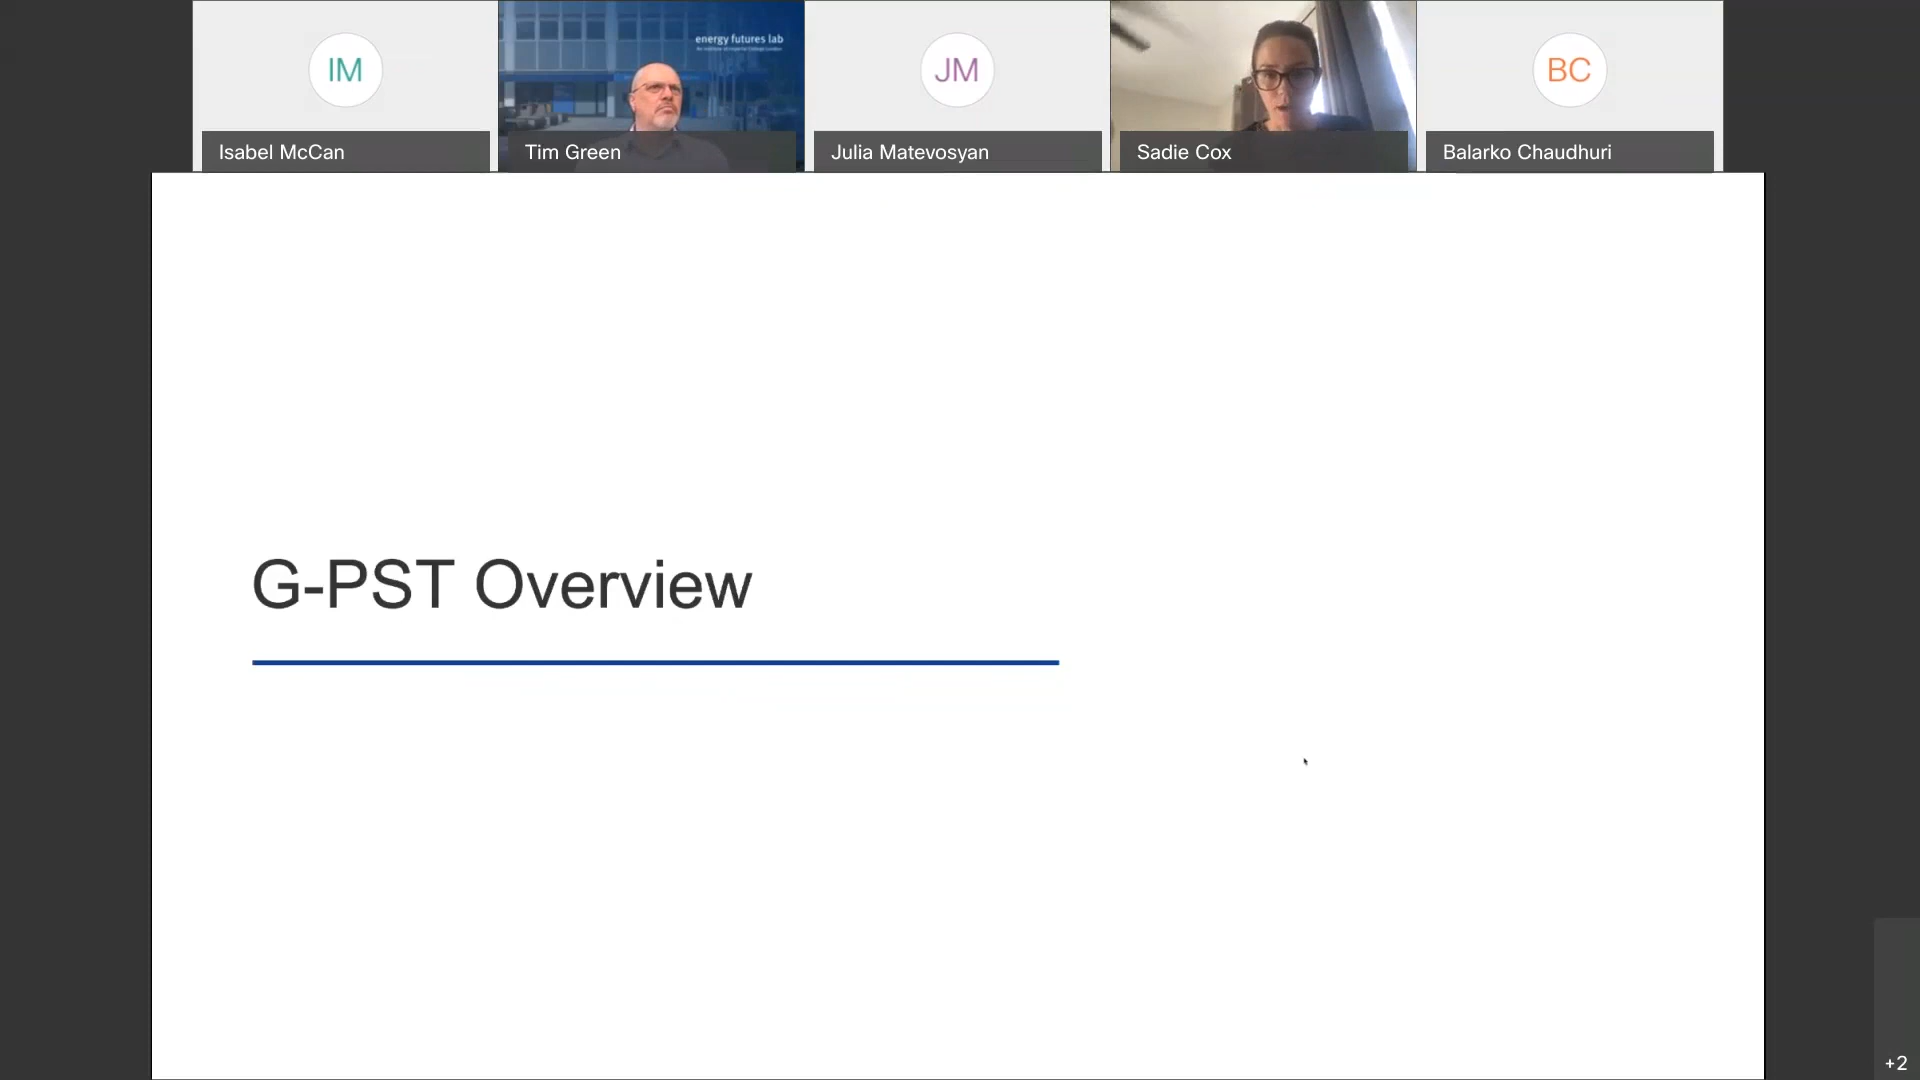 IM
energy futures lab
JM
BC
Isabel McCan
Tim Green
Julia Matevosyan
Sadie Cox
Balarko Chaudhuri
G-PST Overview
+2